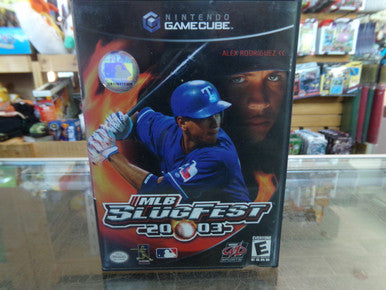 NINTENDO
GAMECUBE
ALEX RODRIGUEZ
T
MLB
SLUGFEST
-20 03-
E